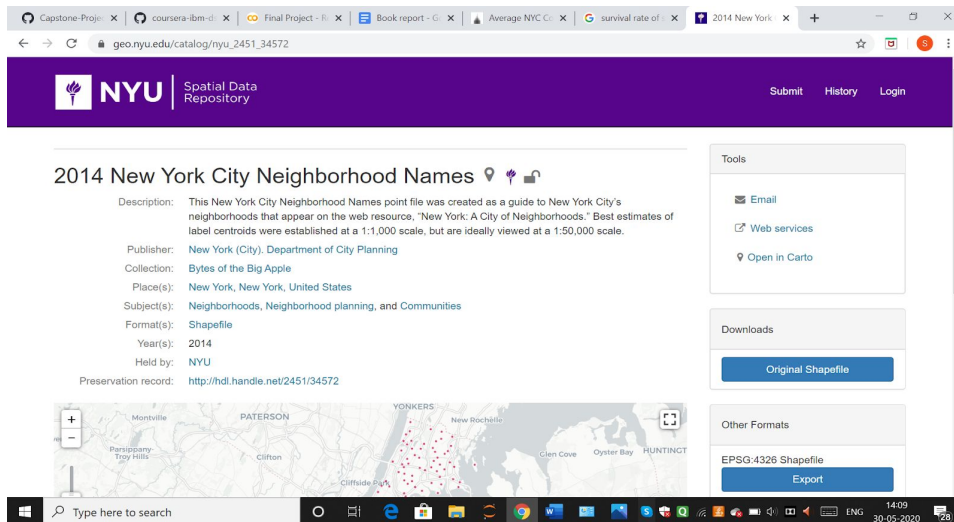 Capstone-Proje
coursera-ibm-d
Final Project - R
Book report - G
Average NYC C
survival rate of
2014 New York
geo.nyu.edu/catalog/nyu_2451_34572
S
NYU
Spatial Data
Repository
Submit History Login
2014 New York City Neighborhood Names
Description: This New York City Neighborhood Names point file was created as a guide to New York City's
neighborhoods that appear on the web resource, "New York: A City of Neighborhoods." Best estimates of
label centroids were established at a 1:1,000 scale, but are ideally viewed at a 1:50,000 scale.
Publisher: New York (City). Department of City Planning
Collection: Bytes of the Big Apple
Place(s): New York, New York, United States
Subject(s): Neighborhoods, Neighborhood planning, and Communities
Format(s): Shapefile
Year(s): 2014
Held by: NYU
Preservation record: http://hdl.handle.net/2451/34572
Tools
Email
Web services
Open in Carto
Downloads
Original Shapefile
Other Formats
EPSG:4326 Shapefile
Export
+
−
Montville
PATERSON
YONKERS
New Rochelle
Parsippany-
Troy Hills
Clifton
Glen Cove
Oyster Bay
HUNTINGT
Cliffside Park
Type here to search
ENG
14:09
30-05-2020
28